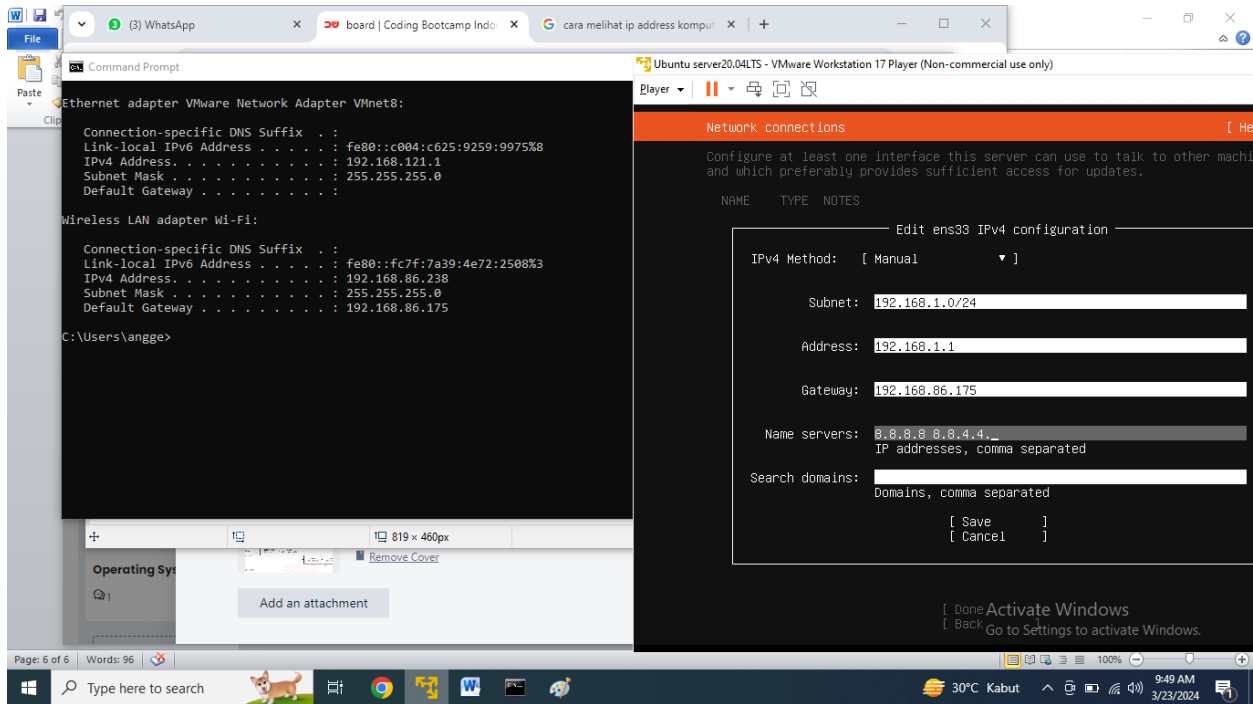 (3) WhatsApp
board | Coding Bootcamp Indo
cara melihat ip address komput
File
Paste
Clip
Command Prompt
Ethernet adapter VMware Network Adapter VMnet8:
Connection-specific DNS Suffix . :
Link-local IPv6 Address . . . . . : fe80::c004:c625:9259:9975%8
IPv4 Address. . . . . . . . . . . : 192.168.121.1
Subnet Mask . . . . . . . . . . . : 255.255.255.0
Default Gateway . . . . . . . . . :
Wireless LAN adapter Wi-Fi:
Connection-specific DNS Suffix . :
Link-local IPv6 Address . . . . . : fe80::fc7f:7a39:4e72:2508%3
IPv4 Address. . . . . . . . . . . : 192.168.86.238
Subnet Mask . . . . . . . . . . . : 255.255.255.0
Default Gateway . . . . . . . . . : 192.168.86.175
C:\Users\angge>
Ubuntu server20.04LTS - VMware Workstation 17 Player (Non-commercial use only)
Player
Network connections [ He
Configure at least one interface this server can use to talk to other machi
and which preferably provides sufficient access for updates.
NAME TYPE NOTES
Edit ens33 IPv4 configuration
IPv4 Method: [ Manual ▼ ]
Subnet: 192.168.1.0/24
Address: 192.168.1.1
Gateway: 192.168.86.175
Name servers: 8.8.8.8 8.8.4.4._
IP addresses, comma separated
Search domains:
Domains, comma separated
[ Save ]
[ Cancel ]
[ Done
[ Back
Activate Windows
Go to Settings to activate Windows.
819 × 460px
Remove Cover
Operating Sys
1
Add an attachment
Page: 6 of 6
Words: 96
100%
Type here to search
30°C Kabut
9:49 AM
3/23/2024
1